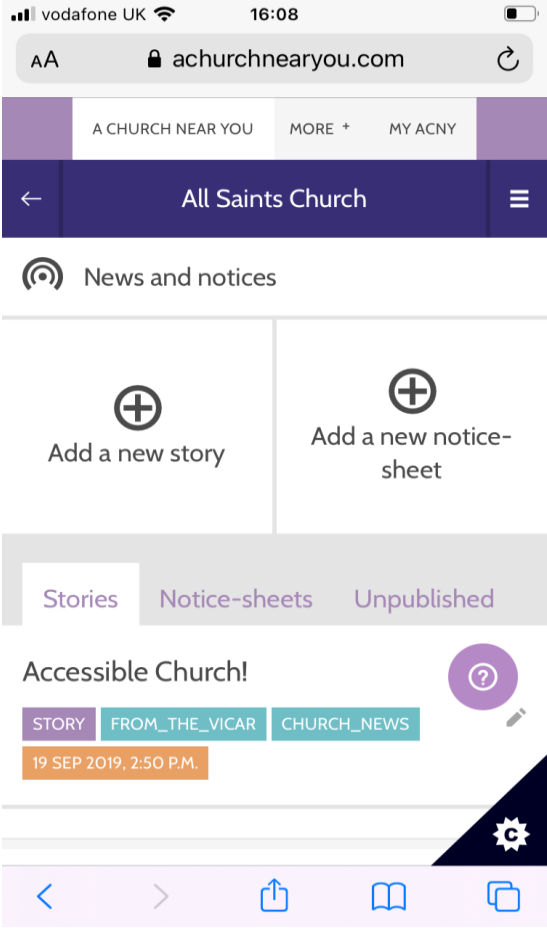 vodafone UK 16:08
AA achurchnearyou.com
A CHURCH NEAR YOU MORE + MY ACNY
All Saints Church
News and notices
Add a new story
Add a new notice-
sheet
Stories Notice-sheets Unpublished
Accessible Church!
?
STORY FROM_THE_VICAR CHURCH_NEWS
19 SEP 2019, 2:50 P.M.
C